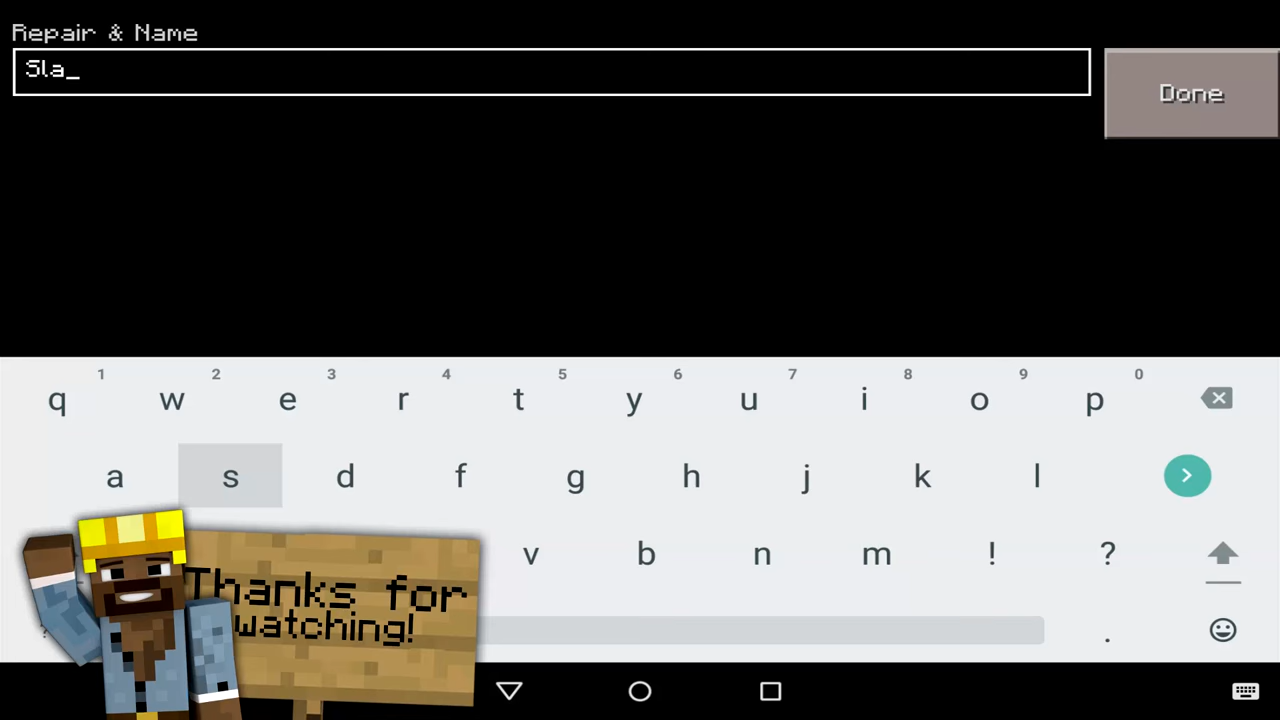 Repair & Name
Sla_
Done
1 2 3 4 5 6 7 8 9 0
q w e r t y u i o p
a s d f g h j k l
v b n m ! ?
.
Thanks for
watching!